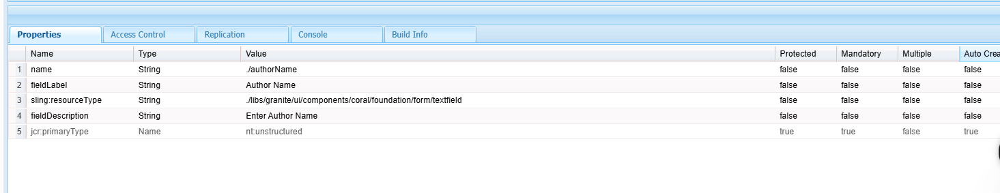 Properties Access Control Replication Console Build Info
Name Type Value Protected Mandatory Multiple Auto Crea
1 name String ./authorName false false false false
2 fieldLabel String Author Name false false false false
3 sling:resourceType String ./libs/granite/ui/components/coral/foundation/form/textfield false false false false
4 fieldDescription String Enter Author Name false false false false
5 jcr:primaryType Name nt:unstructured true true false true